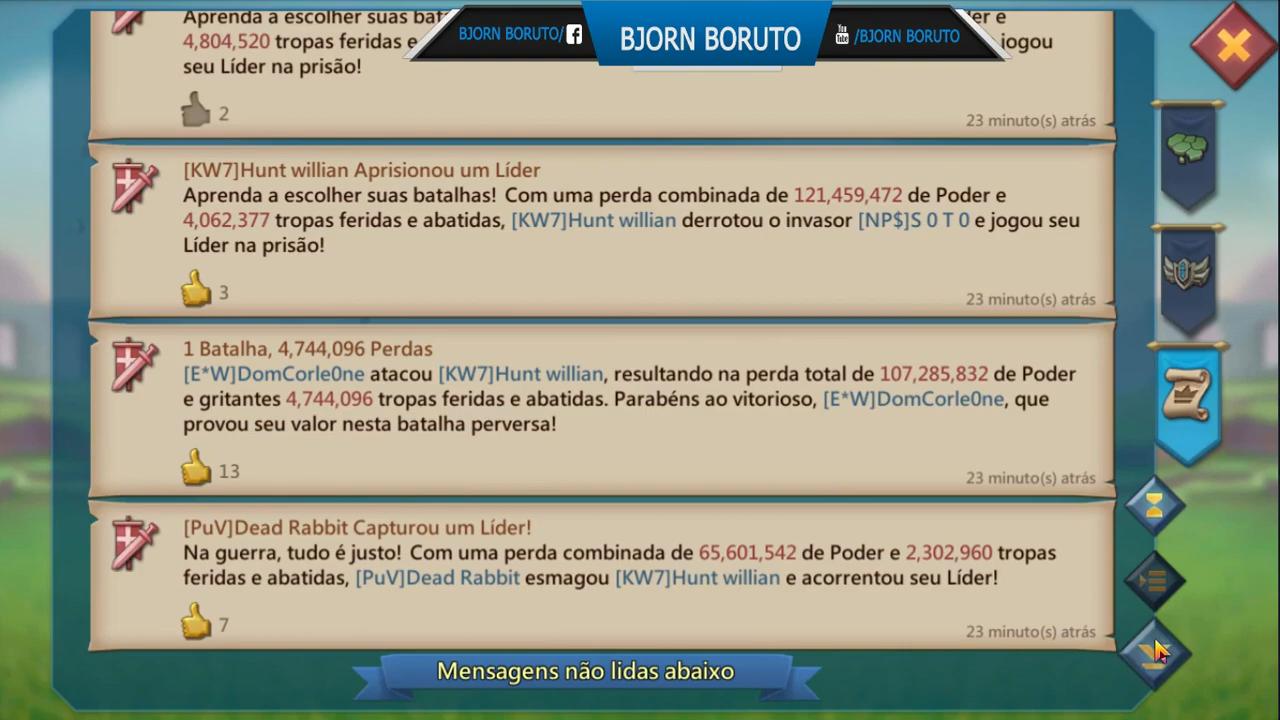 Aprenda a escolher suas bata
4,804,520 tropas feridas e
jogou
seu Líder na prisão!
2
23 minuto(s) atrás
BJORN BORUTO/
BJORN BORUTO
You Tube /BJORN BORUTO
[KW7]Hunt willian Aprisionou um Líder
Aprenda a escolher suas batalhas! Com uma perda combinada de 121,459,472 de Poder e
4,062,377 tropas feridas e abatidas, [KW7]Hunt willian derrotou o invasor [NP$]S 0 T 0 e jogou seu
Líder na prisão!
3
23 minuto(s) atrás
1 Batalha, 4,744,096 Perdas
[E*W]DomCorle0ne atacou [KW7]Hunt willian, resultando na perda total de 107,285,832 de Poder
e gritantes 4,744,096 tropas feridas e abatidas. Parabéns ao vitorioso, [E*W]DomCorle0ne, que
provou seu valor nesta batalha perversa!
13
23 minuto(s) atrás
[PuV]Dead Rabbit Capturou um Líder!
Na guerra, tudo é justo! Com uma perda combinada de 65,601,542 de Poder e 2,302,960 tropas
feridas e abatidas, [PuV]Dead Rabbit esmagou [KW7]Hunt willian e acorrentou seu Líder!
7
23 minuto(s) atrás
Mensagens não lidas abaixo